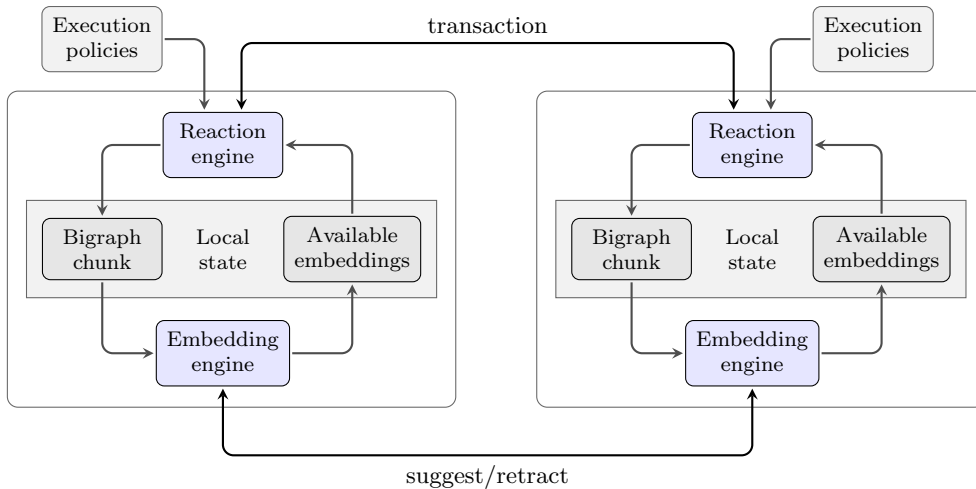 Execution
policies
transaction
Execution
policies
Reaction
engine
Reaction
engine
Bigraph
chunk
Local
state
Available
embeddings
Bigraph
chunk
Local
state
Available
embeddings
Embedding
engine
Embedding
engine
suggest/retract